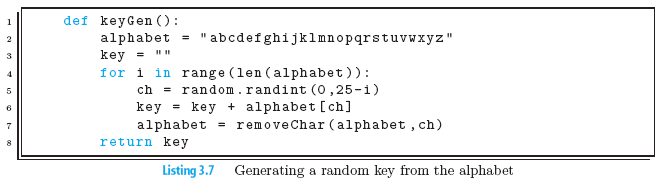 1 def keyGen():
2 alphabet = "abcdefghijklmnopqrstuvwxyz"
3 key = ""
4 for i in range(len(alphabet)):
5 ch = random.randint(0,25-i)
6 key = key + alphabet[ch]
7 alphabet = removeChar(alphabet,ch)
8 return key
Listing 3.7 Generating a random key from the alphabet